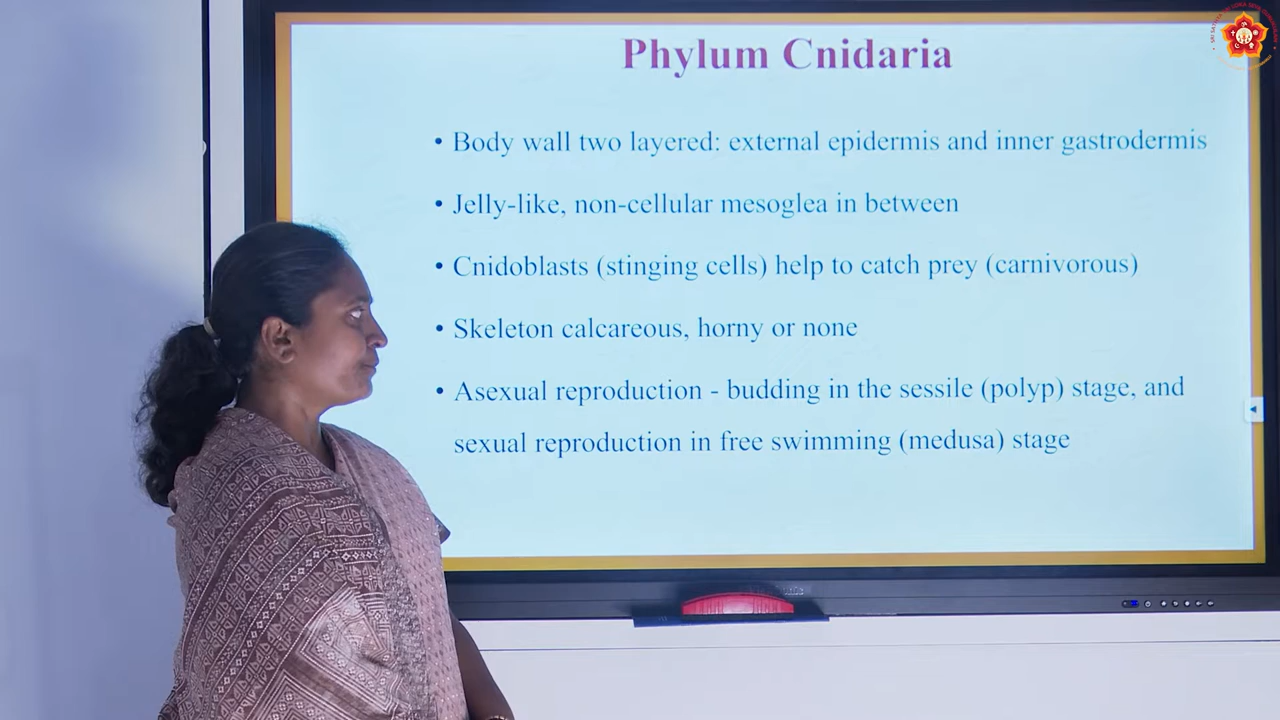 Phylum Cnidaria
• Body wall two layered: external epidermis and inner gastrodermis
• Jelly-like, non-cellular mesoglea in between
• Cnidoblasts (stinging cells) help to catch prey (carnivorous)
• Skeleton calcareous, horny or none
• Asexual reproduction - budding in the sessile (polyp) stage, and
sexual reproduction in free swimming (medusa) stage